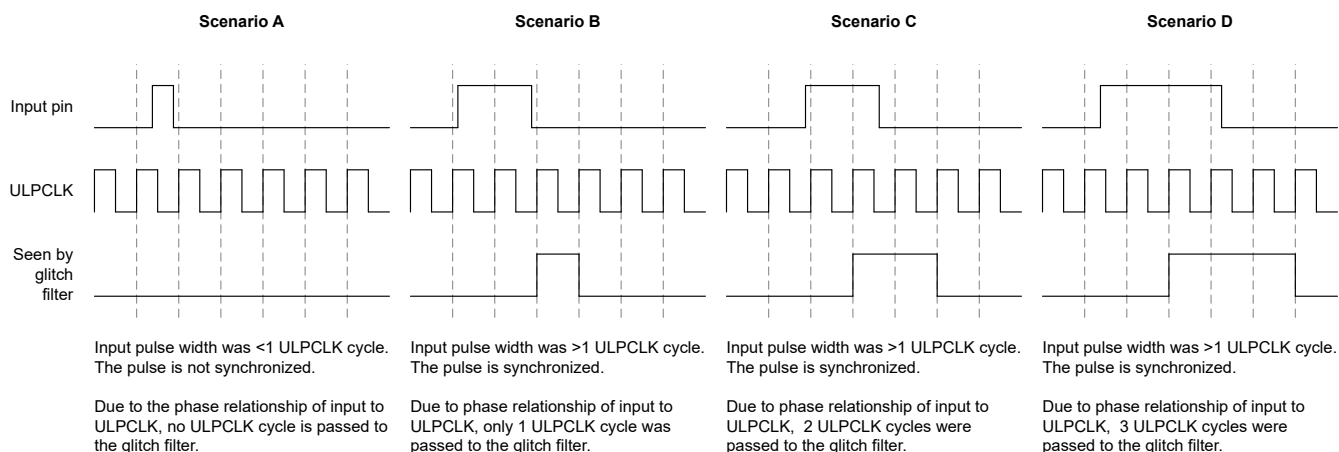 Scenario A
Scenario B
Scenario C
Scenario D
Input pin
ULPCLK
Seen by
glitch
filter
Input pulse width was <1 ULPCLK cycle.
The pulse is not synchronized.
Due to the phase relationship of input to
ULPCLK, no ULPCLK cycle is passed to
the glitch filter.
Input pulse width was >1 ULPCLK cycle.
The pulse is synchronized.
Due to phase relationship of input to
ULPCLK, only 1 ULPCLK cycle was
passed to the glitch filter.
Input pulse width was >1 ULPCLK cycle.
The pulse is synchronized.
Due to phase relationship of input to
ULPCLK, 2 ULPCLK cycles were
passed to the glitch filter.
Input pulse width was >1 ULPCLK cycle.
The pulse is synchronized.
Due to phase relationship of input to
ULPCLK, 3 ULPCLK cycles were
passed to the glitch filter.